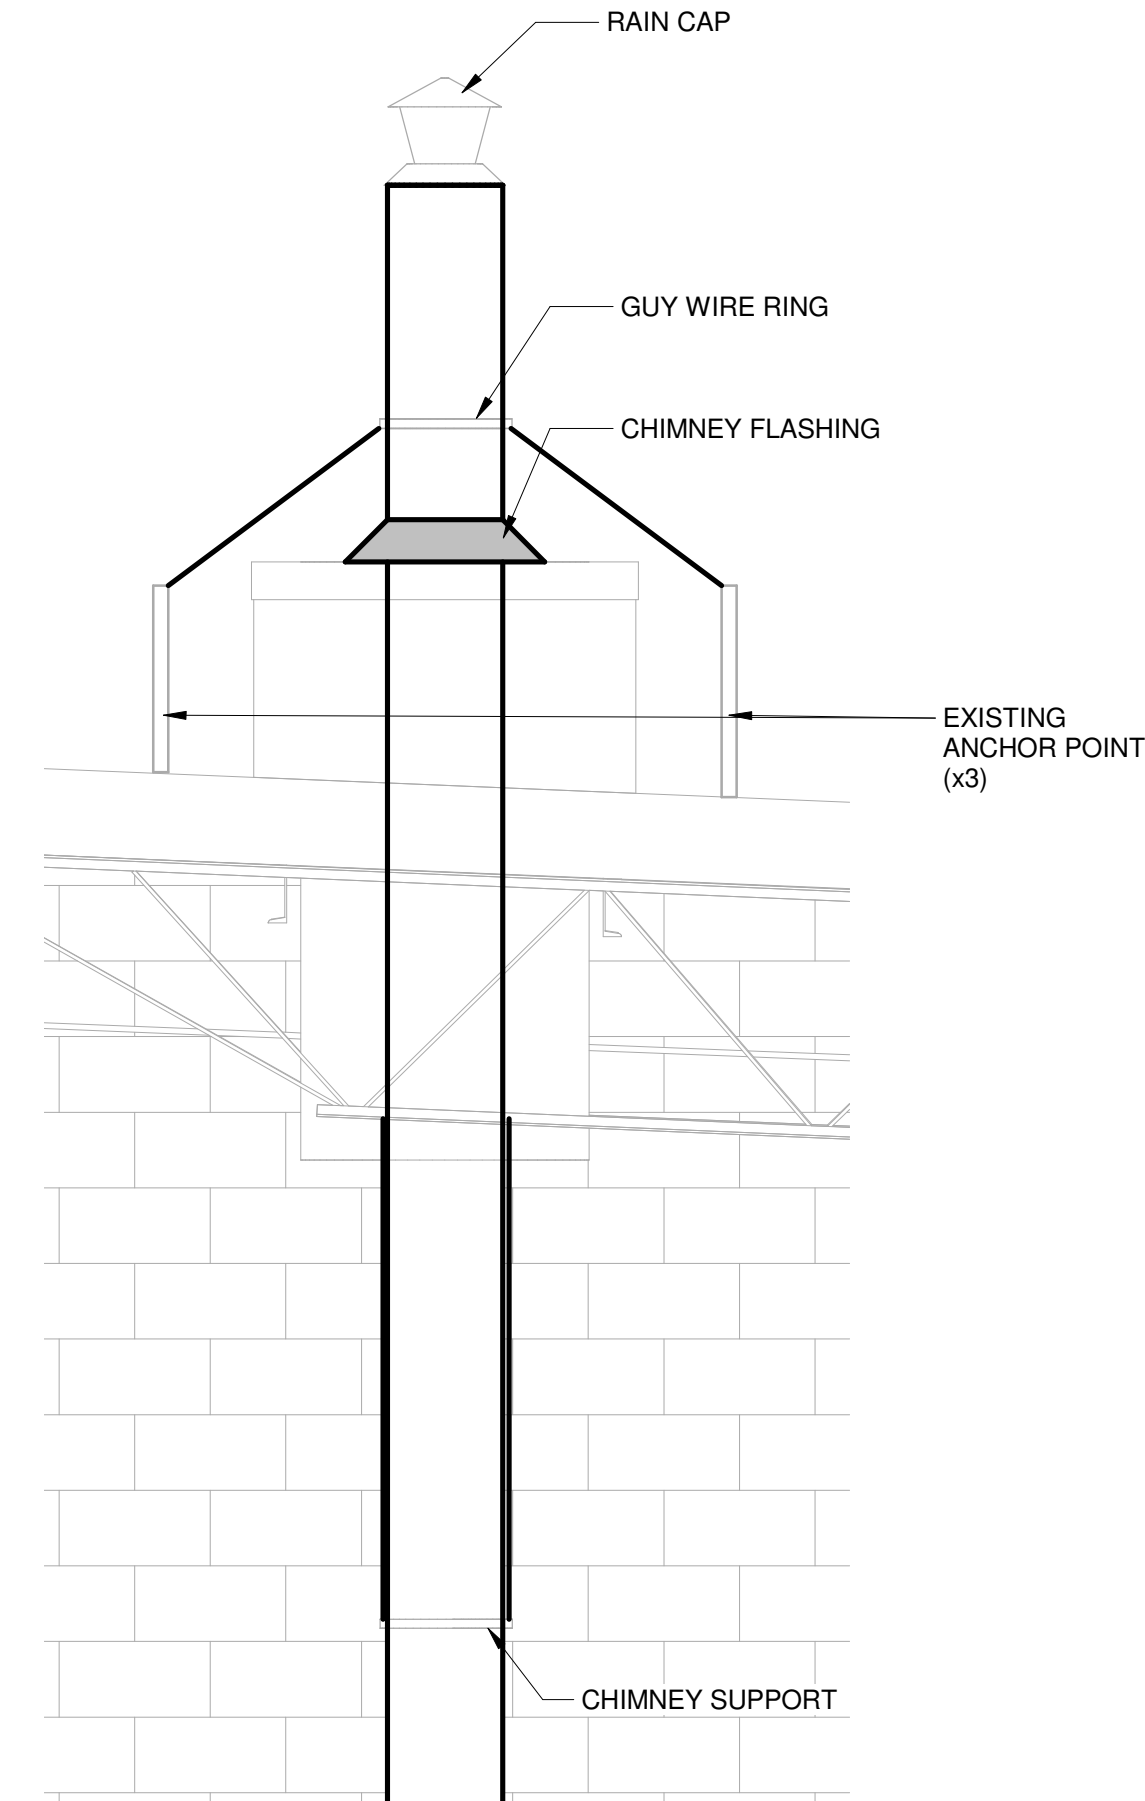 RAIN CAP
GUY WIRE RING
CHIMNEY FLASHING
EXISTING
ANCHOR POINT
(x3)
CHIMNEY SUPPORT